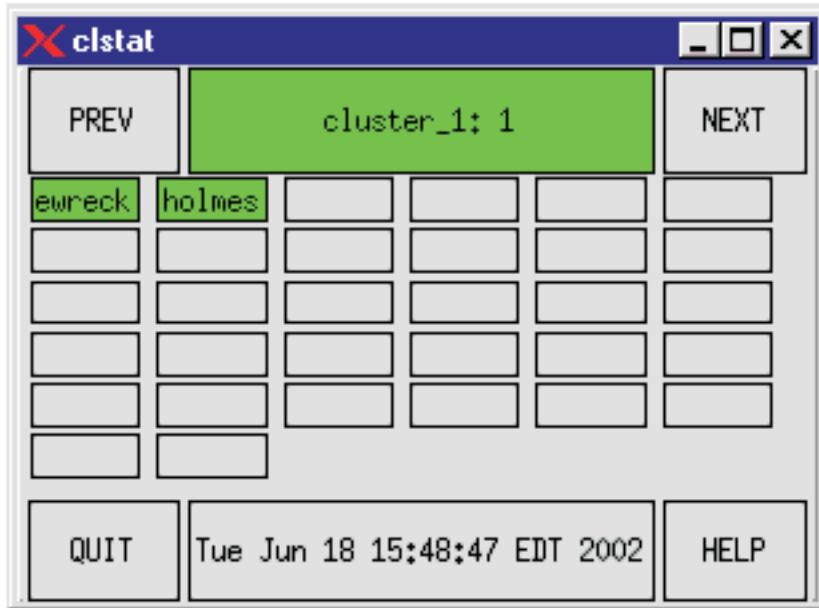 clstat
PREV cluster_1: 1 NEXT
ewreck holmes
QUIT Tue Jun 18 15:48:47 EDT 2002 HELP